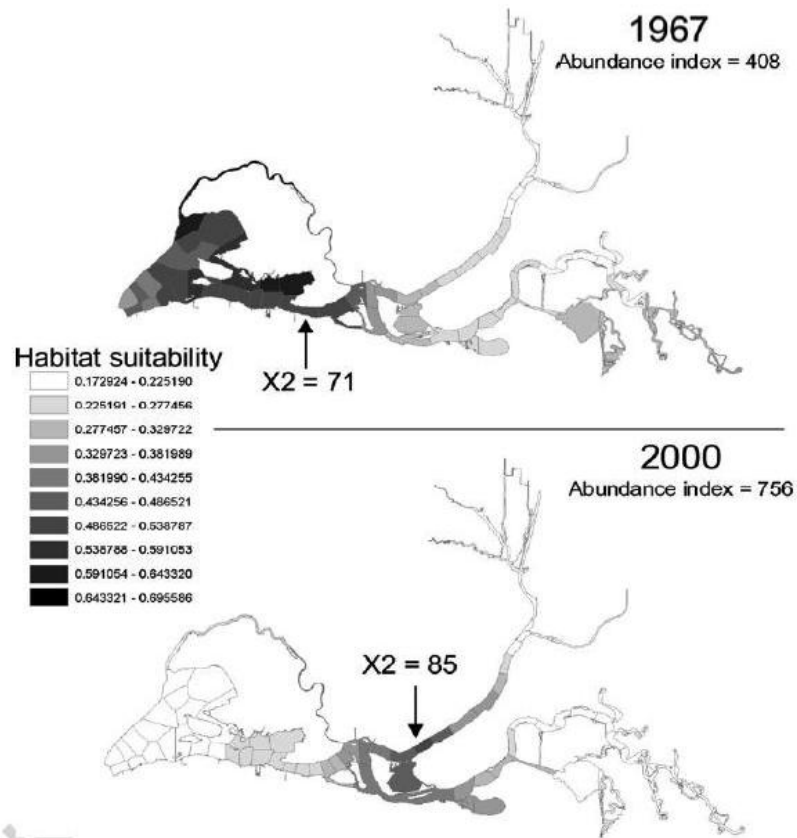 1967
Abundance index = 408
X2 = 71
Habitat suitability
0.172924 - 0.225190
0.225191 - 0.277456
0.277457 - 0.329722
0.329723 - 0.381989
0.381990 - 0.434255
0.434256 - 0.486521
0.486522 - 0.538787
0.538788 - 0.591053
0.591054 - 0.643320
0.643321 - 0.695586
2000
Abundance index = 756
X2 = 85